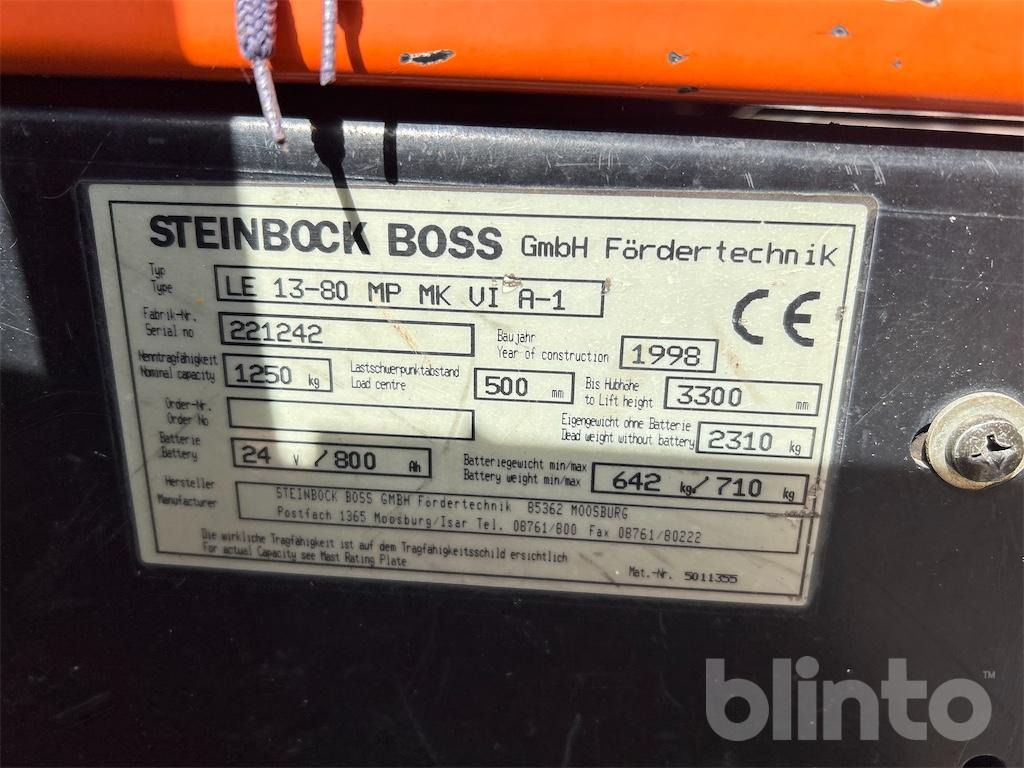 STEINBOCK BOSS GmbH Fördertechnik
Typ
Type
LE 13-80 MP MK VI A-1
CE
Fabrik-Nr.
Serial no
221242
Baujahr
Year of construction
1998
Nenntragfähigkeit
Nominal capacity
1250 kg
Lastschwerpunktabstand
Load centre
500 mm
Bis Hubhöhe
to Lift height
3300 mm
Order-Nr.
Order No
Eigengewicht ohne Batterie
Dead weight without battery
2310 kg
Batterie
Battery
24 V / 800 Ah
Batteriegewicht min/max
Battery weight min/max
642 kg / 710 kg
Hersteller
Manufacturer
STEINBOCK BOSS GMBH Fördertechnik 85362 MOOSBURG
Postfach 1365 Moosburg/Isar Tel. 08761/800 Fax 08761/80222
Die wirkliche Tragfähigkeit ist auf dem Tragfähigkeitsschild ersichtlich
For actual Capacity see Mast Rating Plate
Mat.-Nr. 5011355
blinto™